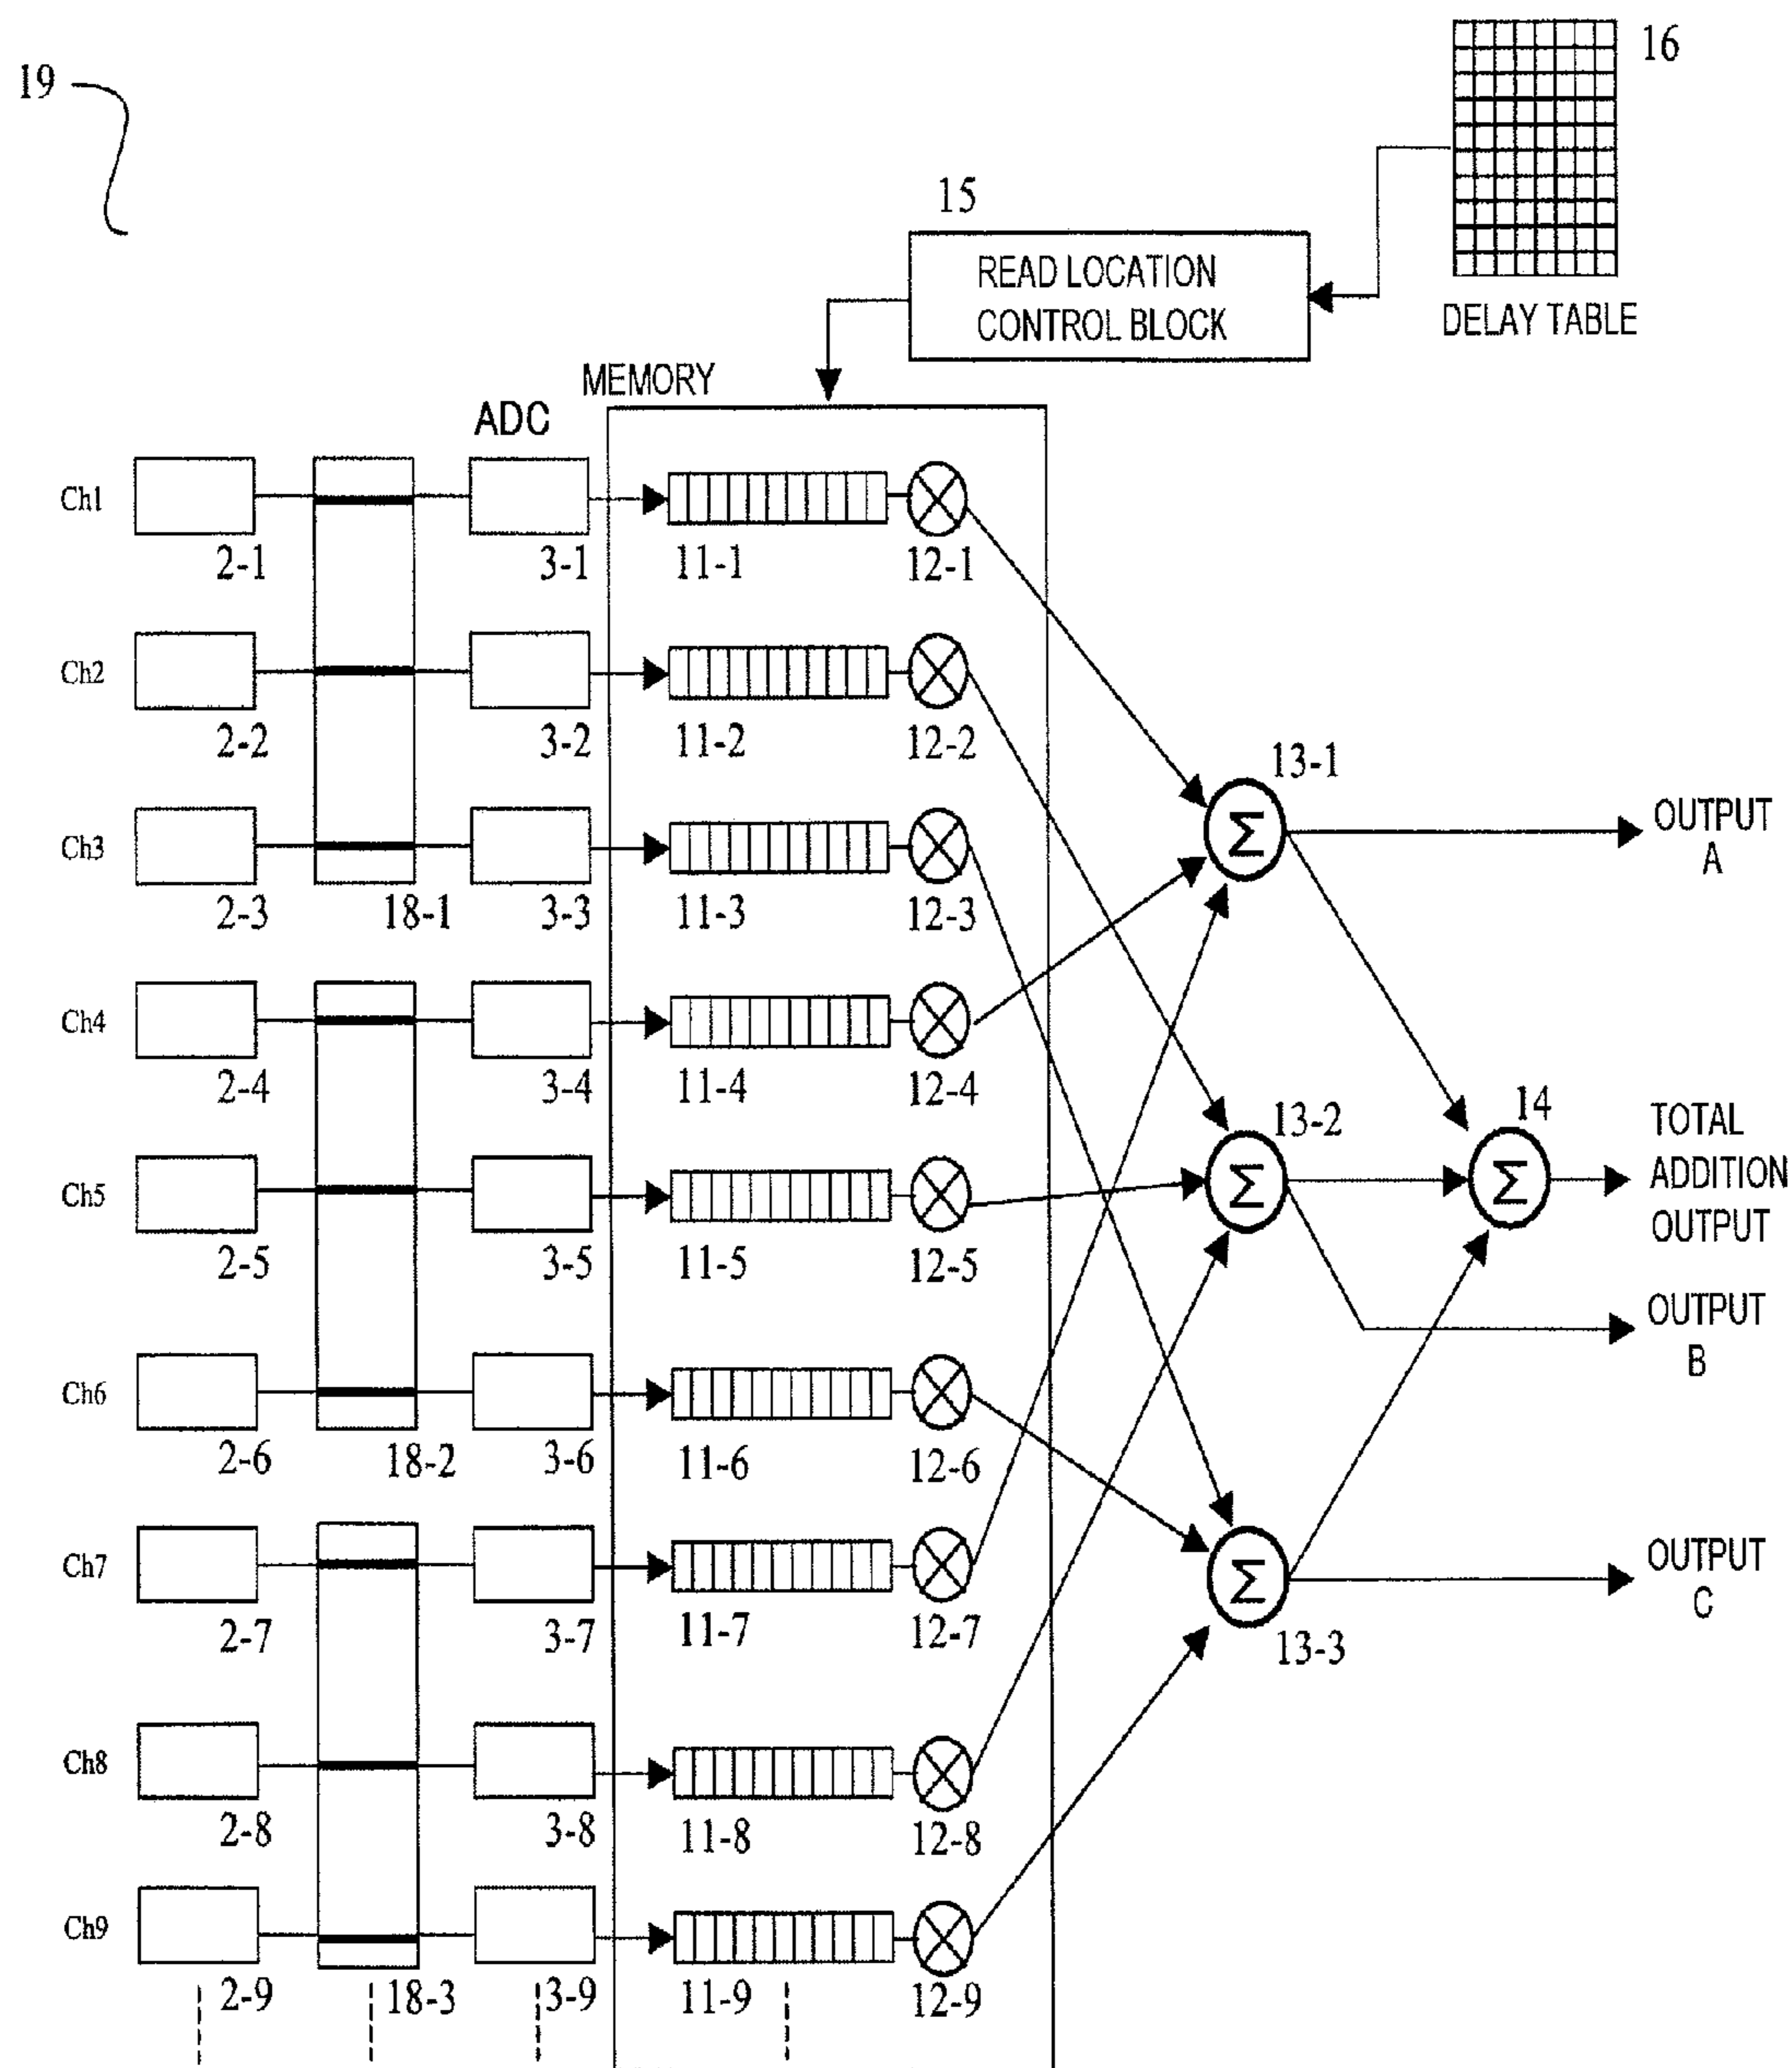 16
19
15
READ LOCATION
CONTROL BLOCK
DELAY TABLE
MEMORY
ADC
Ch1
2-1
3-1
11-1
12-1
Ch2
2-2
3-2
11-2
12-2
13-1
OUTPUT
A
Ch3
2-3
18-1
3-3
11-3
12-3
Ch4
2-4
3-4
11-4
12-4
13-2
14
TOTAL
ADDITION
OUTPUT
Ch5
2-5
3-5
11-5
12-5
OUTPUT
B
Ch6
2-6
18-2
3-6
11-6
12-6
Σ
Σ
Σ
Σ
Ch7
2-7
3-7
11-7
12-7
13-3
OUTPUT
C
Ch8
2-8
3-8
11-8
12-8
Ch9
2-9
18-3
3-9
11-9
12-9